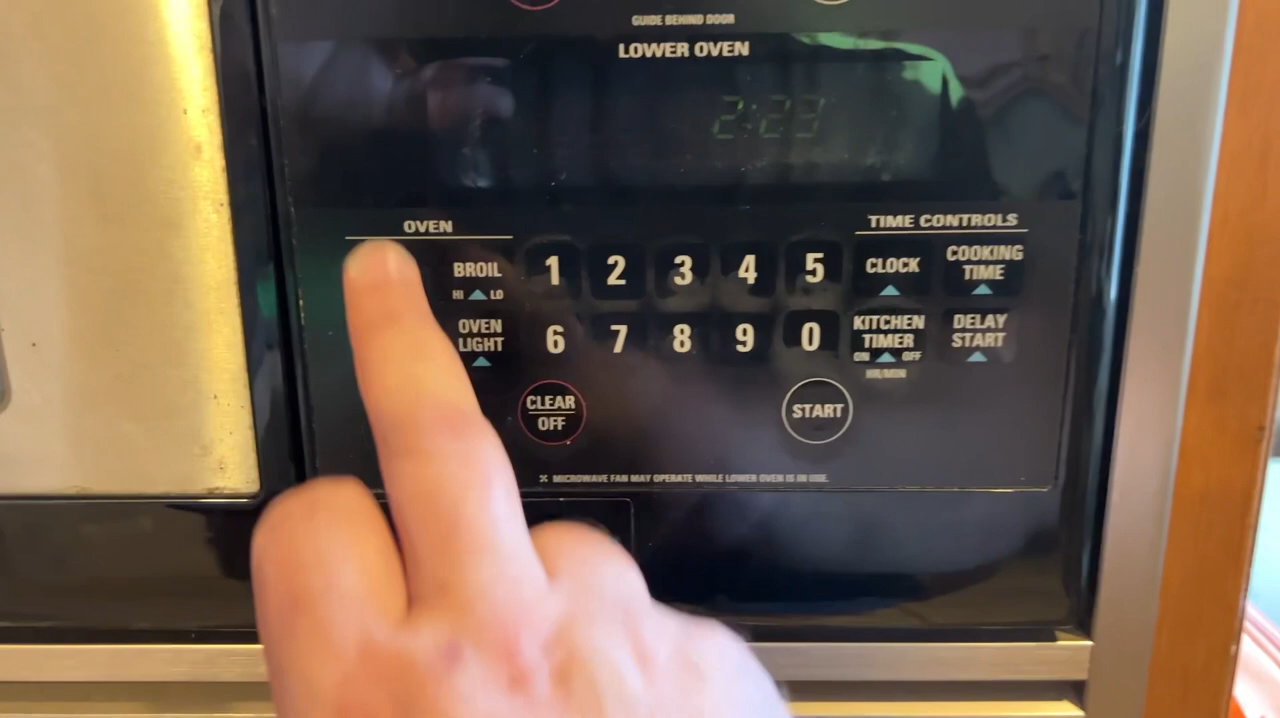 GUIDE BEHIND DOOR
LOWER OVEN
2:23
OVEN
TIME CONTROLS
BROIL
HI LO
1 2 3 4 5
CLOCK
COOKING
TIME
OVEN
LIGHT
6 7 8 9 0
KITCHEN
TIMER
ON OFF
HR/MIN
DELAY
START
CLEAR
OFF
START
MICROWAVE FAN MAY OPERATE WHILE LOWER OVEN IS IN USE.